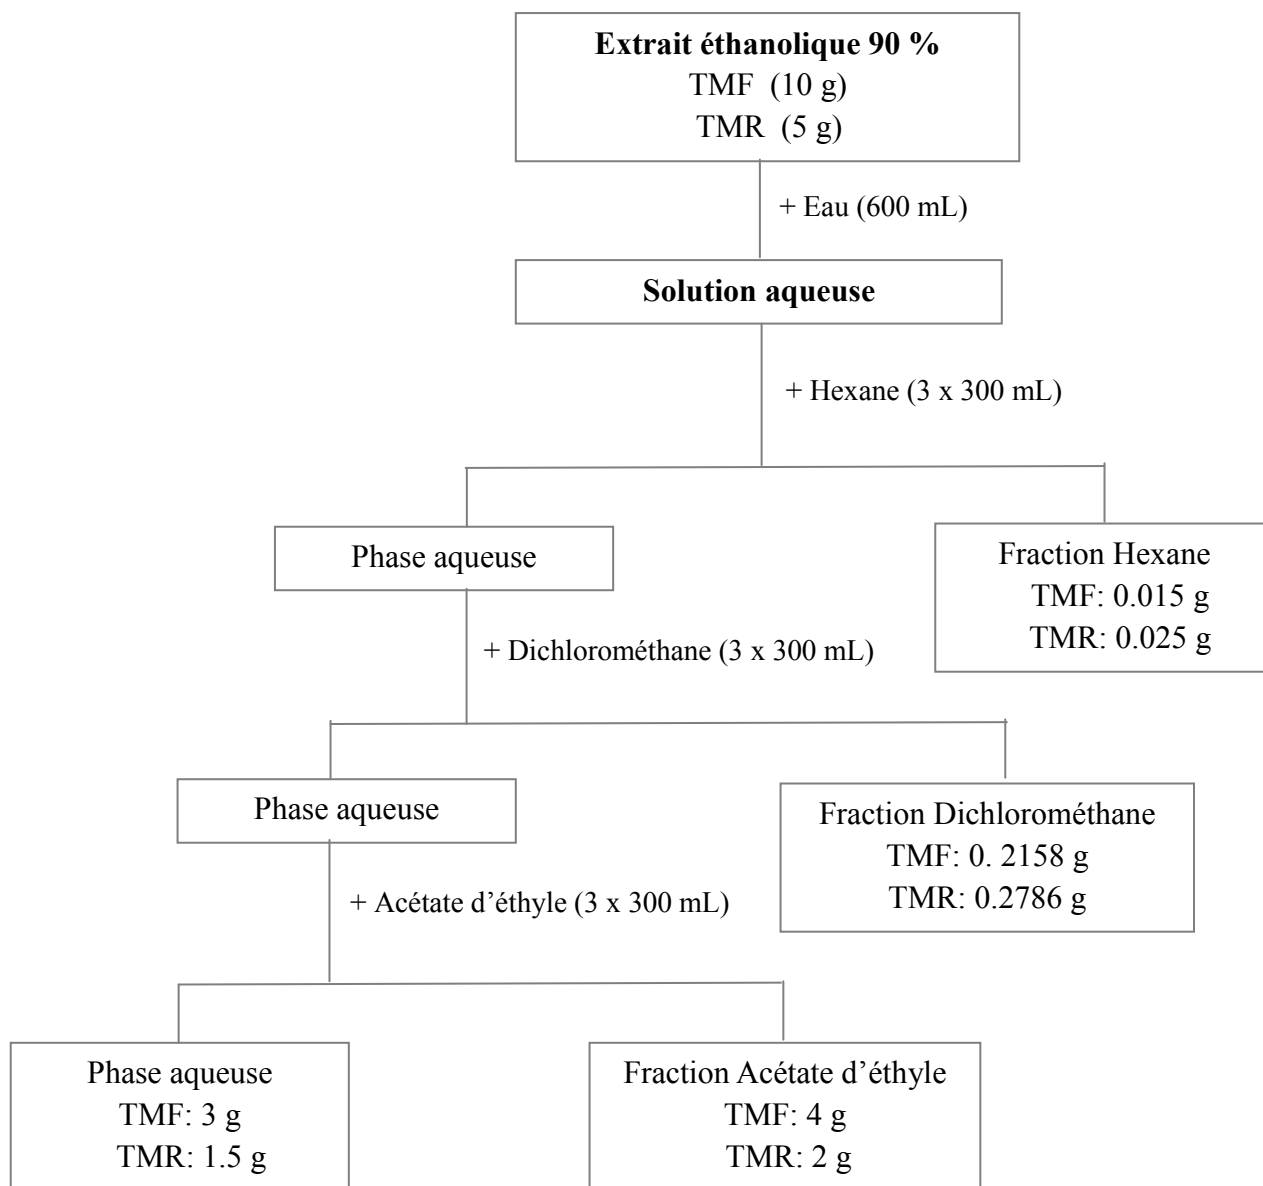 Extrait éthanolique 90 %
TMF (10 g)
TMR (5 g)
+ Eau (600 mL)
Solution aqueuse
+ Hexane (3 x 300 mL)
Phase aqueuse
Fraction Hexane
TMF: 0.015 g
TMR: 0.025 g
+ Dichlorométhane (3 x 300 mL)
Phase aqueuse
Fraction Dichlorométhane
TMF: 0. 2158 g
TMR: 0.2786 g
+ Acétate d’éthyle (3 x 300 mL)
Phase aqueuse
TMF: 3 g
TMR: 1.5 g
Fraction Acétate d’éthyle
TMF: 4 g
TMR: 2 g